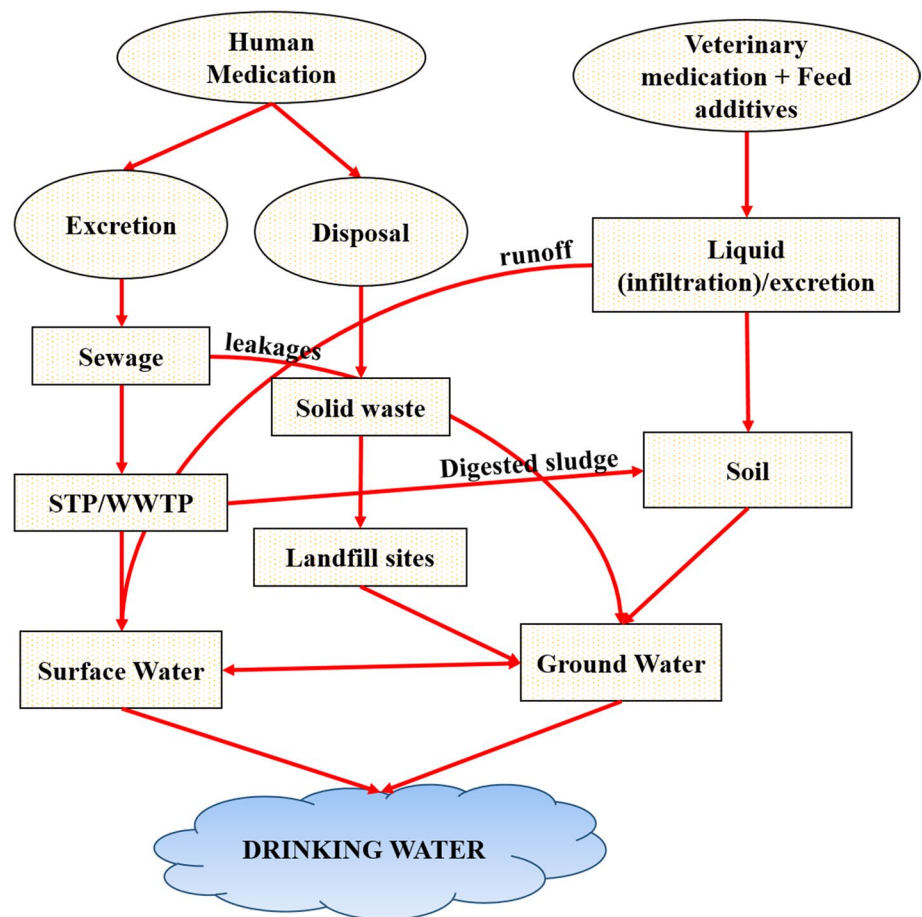 Human
Medication
Veterinary
medication + Feed
additives
Excretion
Disposal
runoff
Liquid
(infiltration)/excretion
Sewage
leakages
Solid waste
STP/WWTP
Digested sludge
Soil
Landfill sites
Surface Water
Ground Water
DRINKING WATER